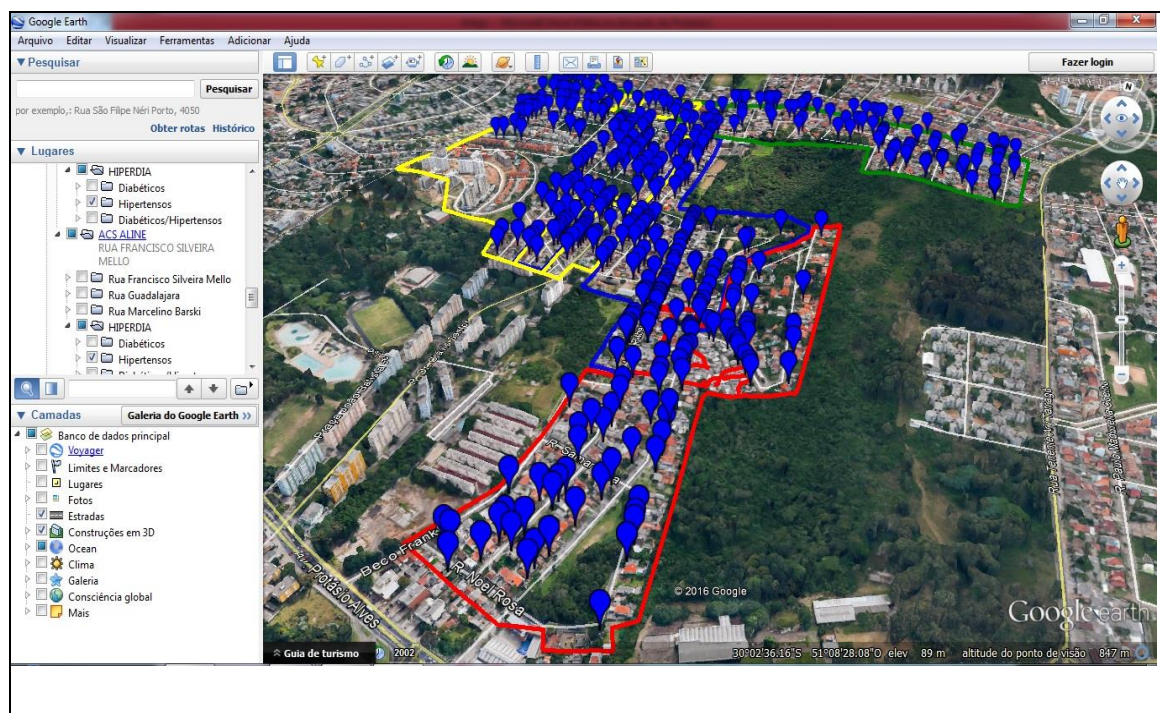 Google Earth
Arquivo Editar Visualizar Ferramentas Adicionar Ajuda
▼ Pesquisar
Fazer login
Pesquisar
por exemplo,: Rua São Filipe Néri Porto, 4050
Obter rotas Histórico
▼ Lugares
HIPERDIA
Diabéticos
Hipertensos
Diabéticos/Hipertensos
ACS ALINE
RUA FRANCISCO SILVEIRA
MELLO
Rua Francisco Silveira Mello
Rua Guadalajara
Rua Marcelino Barski
HIPERDIA
Diabéticos
Hipertensos
▼ Camadas
Galeria do Google Earth >>
Banco de dados principal
Voyager
Limites e Marcadores
Lugares
Fotos
Estradas
Construções em 3D
Ocean
Clima
Galeria
Consciência global
Mais
N
Beco Frank
R. Noel Rosa
Av. Protásio Alves
© 2016 Google
Google earth
Guia de turismo
2002
30°02'36.16"S 51°08'28.08"O elev 89 m altitude do ponto de visão 847 m